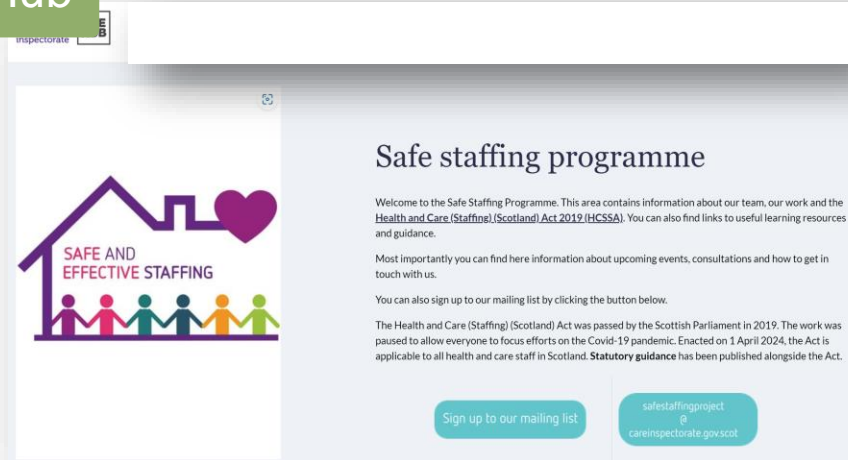 inspectorate
Safe staffing programme
Welcome to the Safe Staffing Programme. This area contains information about our team, our work and the
Health and Care (Staffing) (Scotland) Act 2019 (HCSSA). You can also find links to useful learning resources
and guidance.
Most importantly you can find here information about upcoming events, consultations and how to get in
touch with us.
You can also sign up to our mailing list by clicking the button below.
The Health and Care (Staffing) (Scotland) Act was passed by the Scottish Parliament in 2019. The work was
paused to allow everyone to focus efforts on the Covid-19 pandemic. Enacted on 1 April 2024, the Act is
applicable to all health and care staff in Scotland. Statutory guidance has been published alongside the Act.
SAFE AND
EFFECTIVE STAFFING
Sign up to our mailing list
safestaffingproject
@
careinspectorate.gov.scot